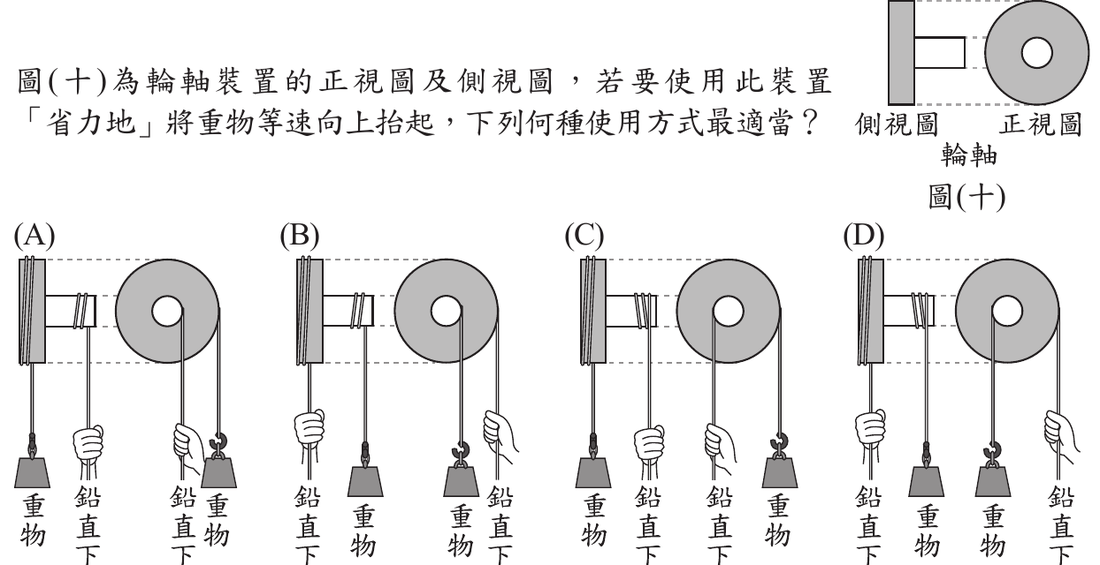 圖(十)為輪軸裝置的正視圖及側視圖，若要使用此裝置
「省力地」將重物等速向上抬起，下列何種使用方式最適當？
側視圖 正視圖
輪軸
圖(十)
(A) (B) (C) (D)
重物 鉛直下 鉛直下 重物 鉛直下 重物 重物 鉛直下 重物 鉛直下 鉛直下 重物 鉛直下 重物 重物 鉛直下